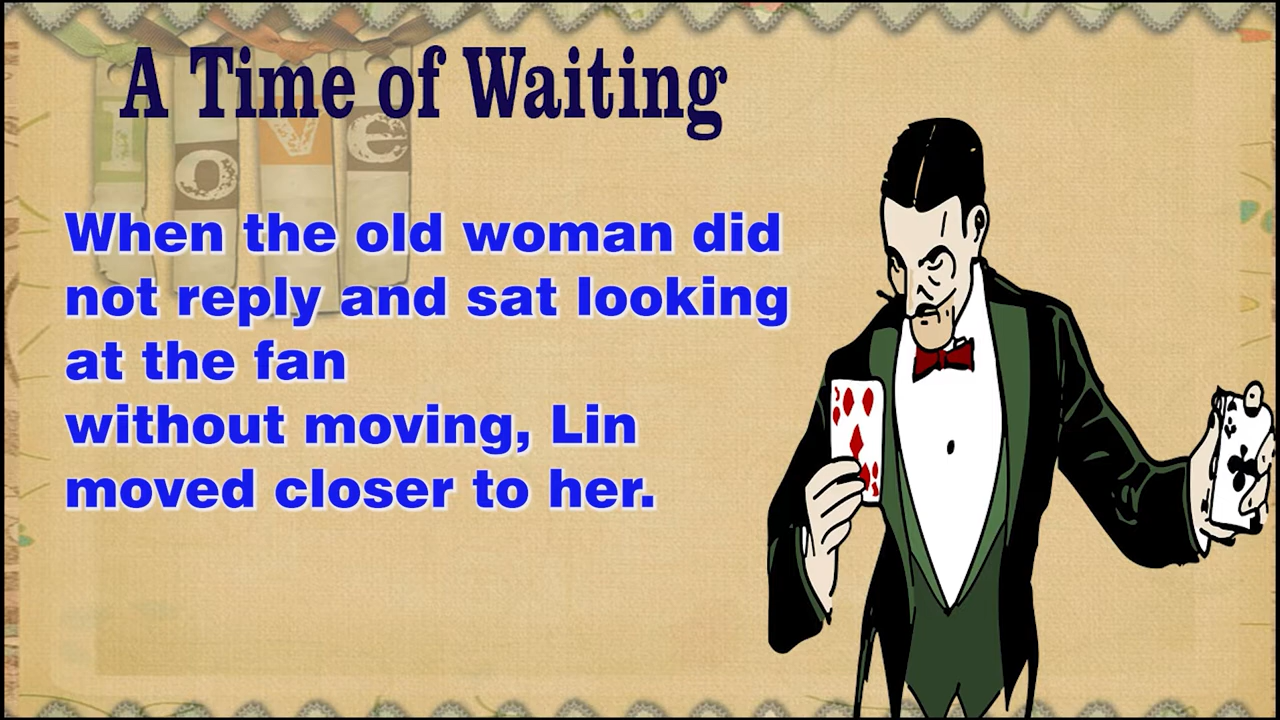 A Time of Waiting
love
When the old woman did
not reply and sat looking
at the fan
without moving, Lin
moved closer to her.